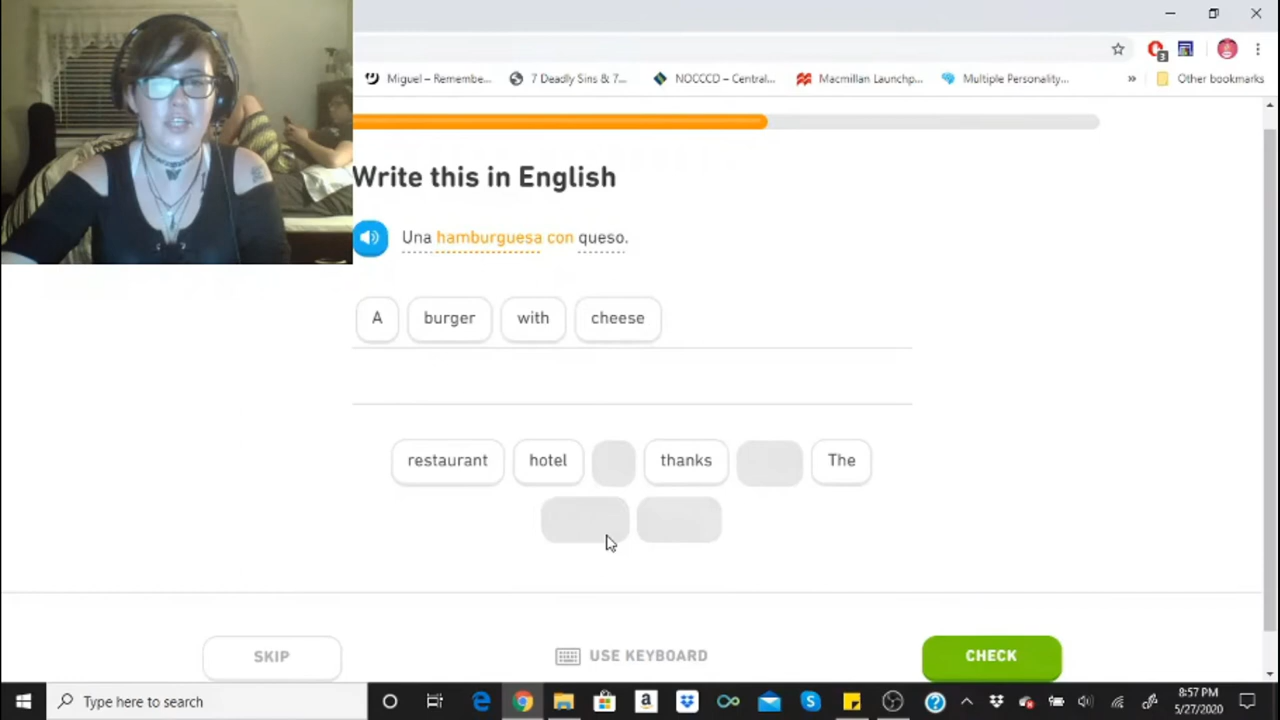 Miguel – Remembe...
7 Deadly Sins & 7...
NOCCCD – Central...
Macmillan Launchp...
Multiple Personality...
»
Other bookmarks
3
Write this in English
Una hamburguesa con queso.
A burger with cheese
restaurant hotel thanks The
SKIP
USE KEYBOARD
CHECK
Type here to search
8:57 PM
5/27/2020